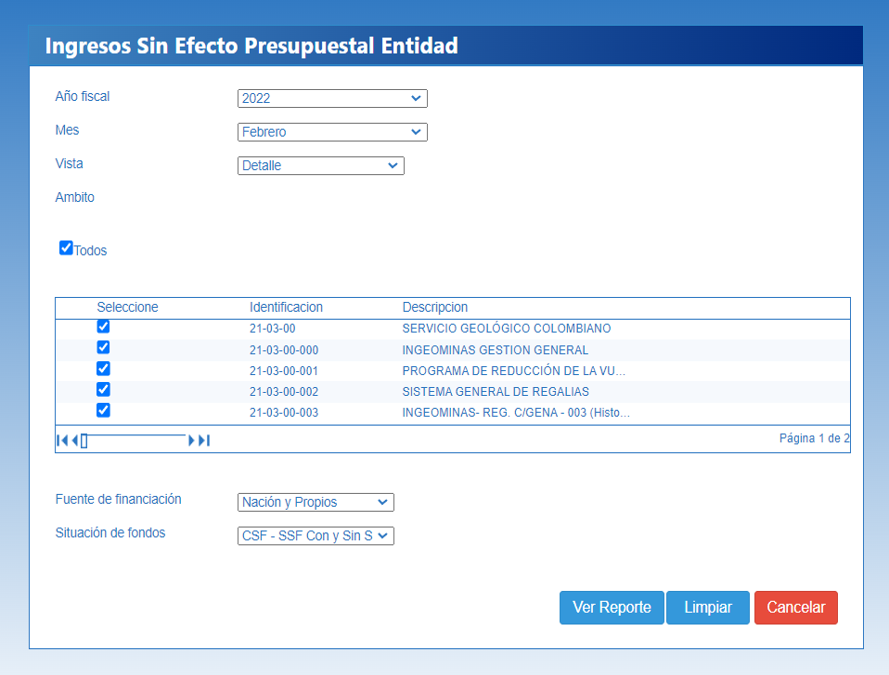 Ingresos Sin Efecto Presupuestal Entidad
Año fiscal 2022
Mes Febrero
Vista Detalle
Ambito
Todos
Seleccione Identificacion Descripcion
21-03-00 SERVICIO GEOLÓGICO COLOMBIANO
21-03-00-000 INGEOMINAS GESTION GENERAL
21-03-00-001 PROGRAMA DE REDUCCIÓN DE LA VU...
21-03-00-002 SISTEMA GENERAL DE REGALIAS
21-03-00-003 INGEOMINAS- REG. C/GENA - 003 (Histo...
Página 1 de 2
Fuente de financiación Nación y Propios
Situación de fondos CSF - SSF Con y Sin S
Ver Reporte Limpiar Cancelar